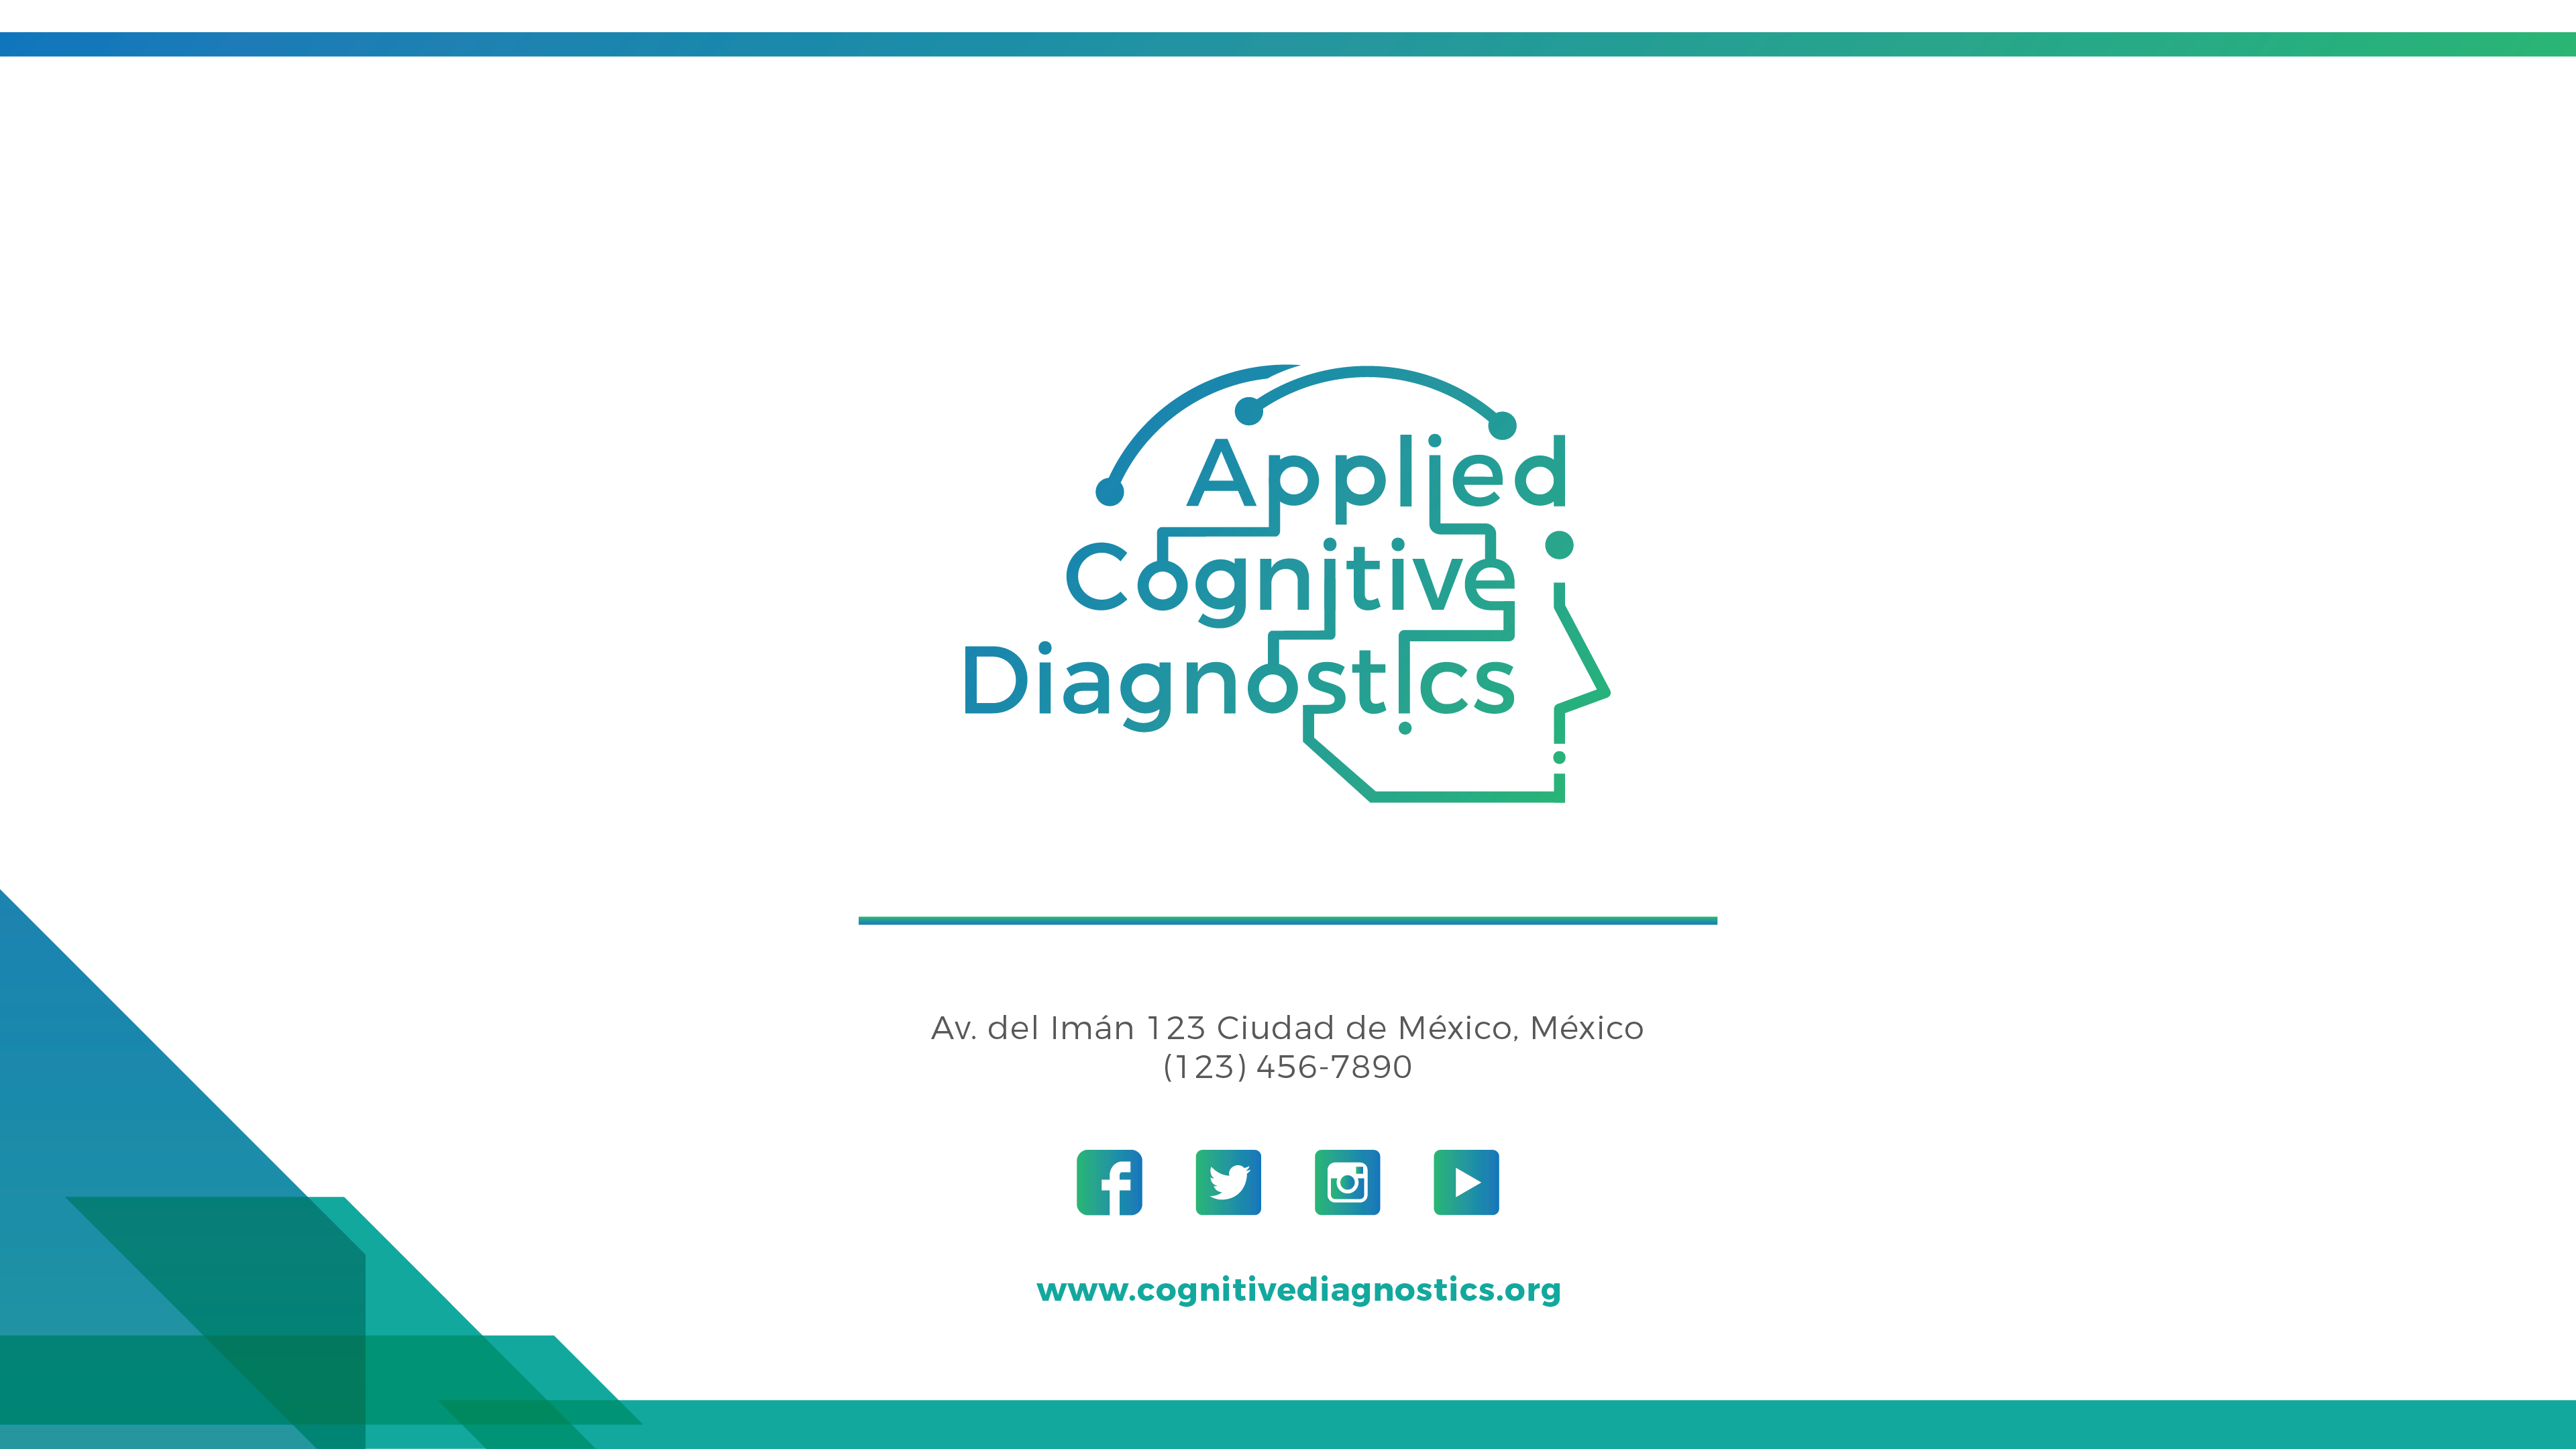 Applied
Cognitive
Diagnostics
Av. del Imán 123 Ciudad de México, México
(123) 456-7890
www.cognitivediagnostics.org